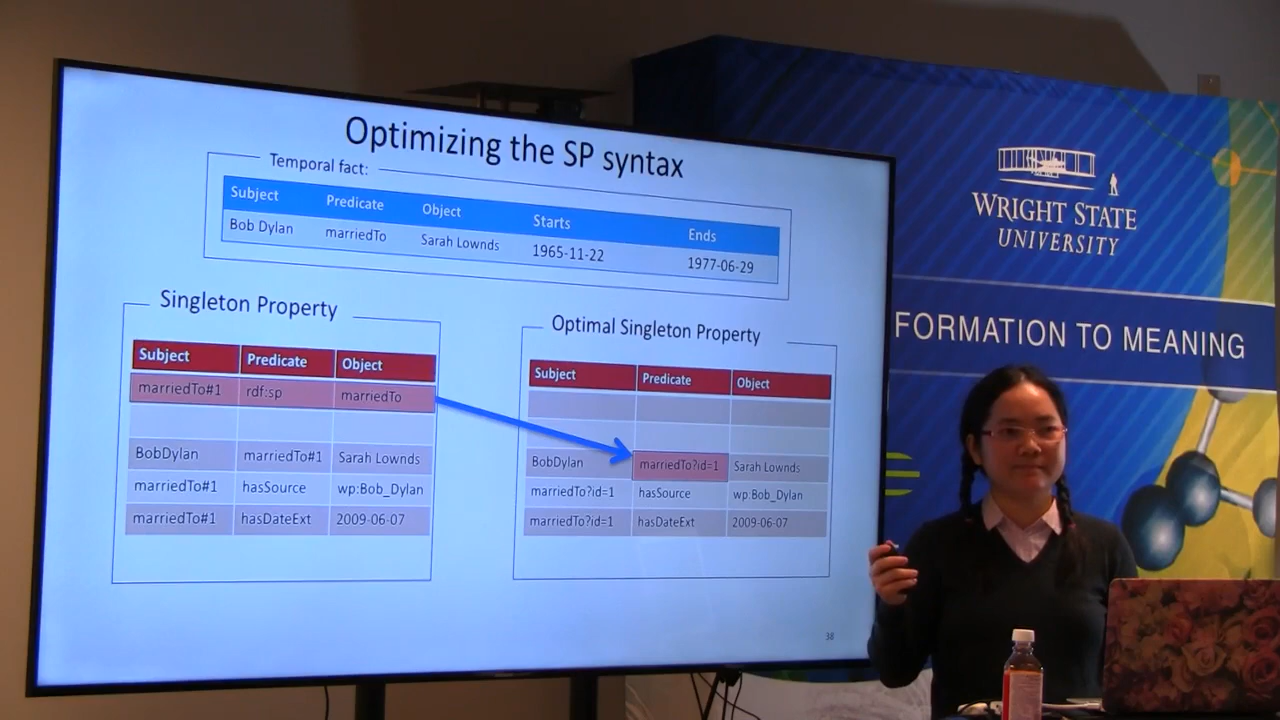 Optimizing the SP syntax
Temporal fact:
Subject Predicate Object Starts Ends
Bob Dylan marriedTo Sarah Lownds 1965-11-22 1977-06-29
Singleton Property
Subject Predicate Object
marriedTo#1 rdf:sp marriedTo
BobDylan marriedTo#1 Sarah Lownds
marriedTo#1 hasSource wp:Bob_Dylan
marriedTo#1 hasDateExt 2009-06-07
Optimal Singleton Property
Subject Predicate Object
BobDylan marriedTo?id=1 Sarah Lownds
marriedTo?id=1 hasSource wp:Bob_Dylan
marriedTo?id=1 hasDateExt 2009-06-07
38
WRIGHT STATE
UNIVERSITY
FORMATION TO MEANING